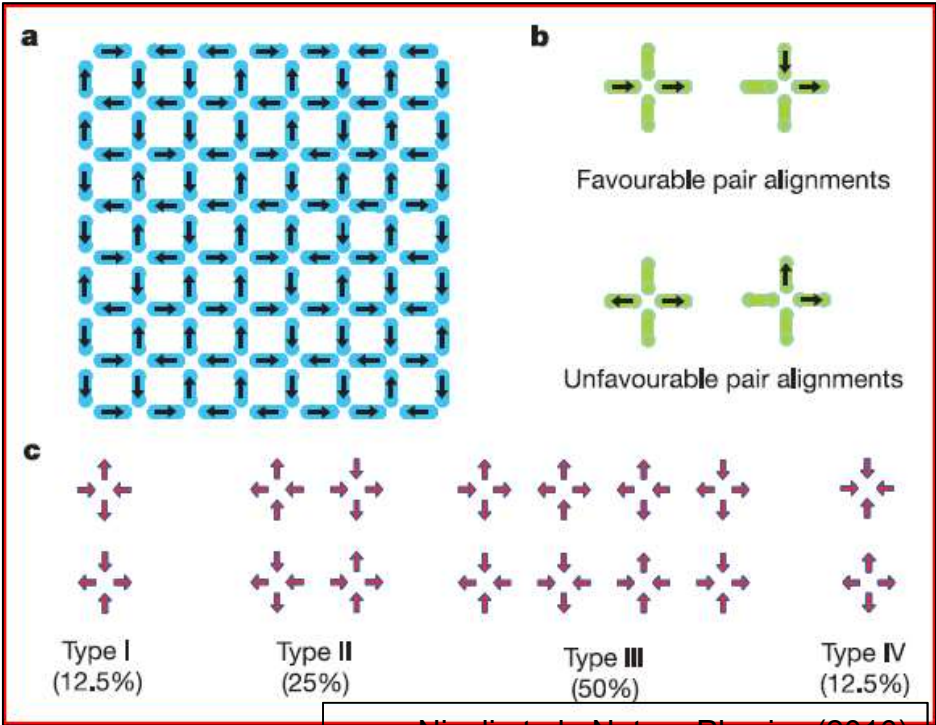 a
b
Favourable pair alignments
Unfavourable pair alignments
c
Type I
(12.5%)
Type II
(25%)
Type III
(50%)
Type IV
(12.5%)